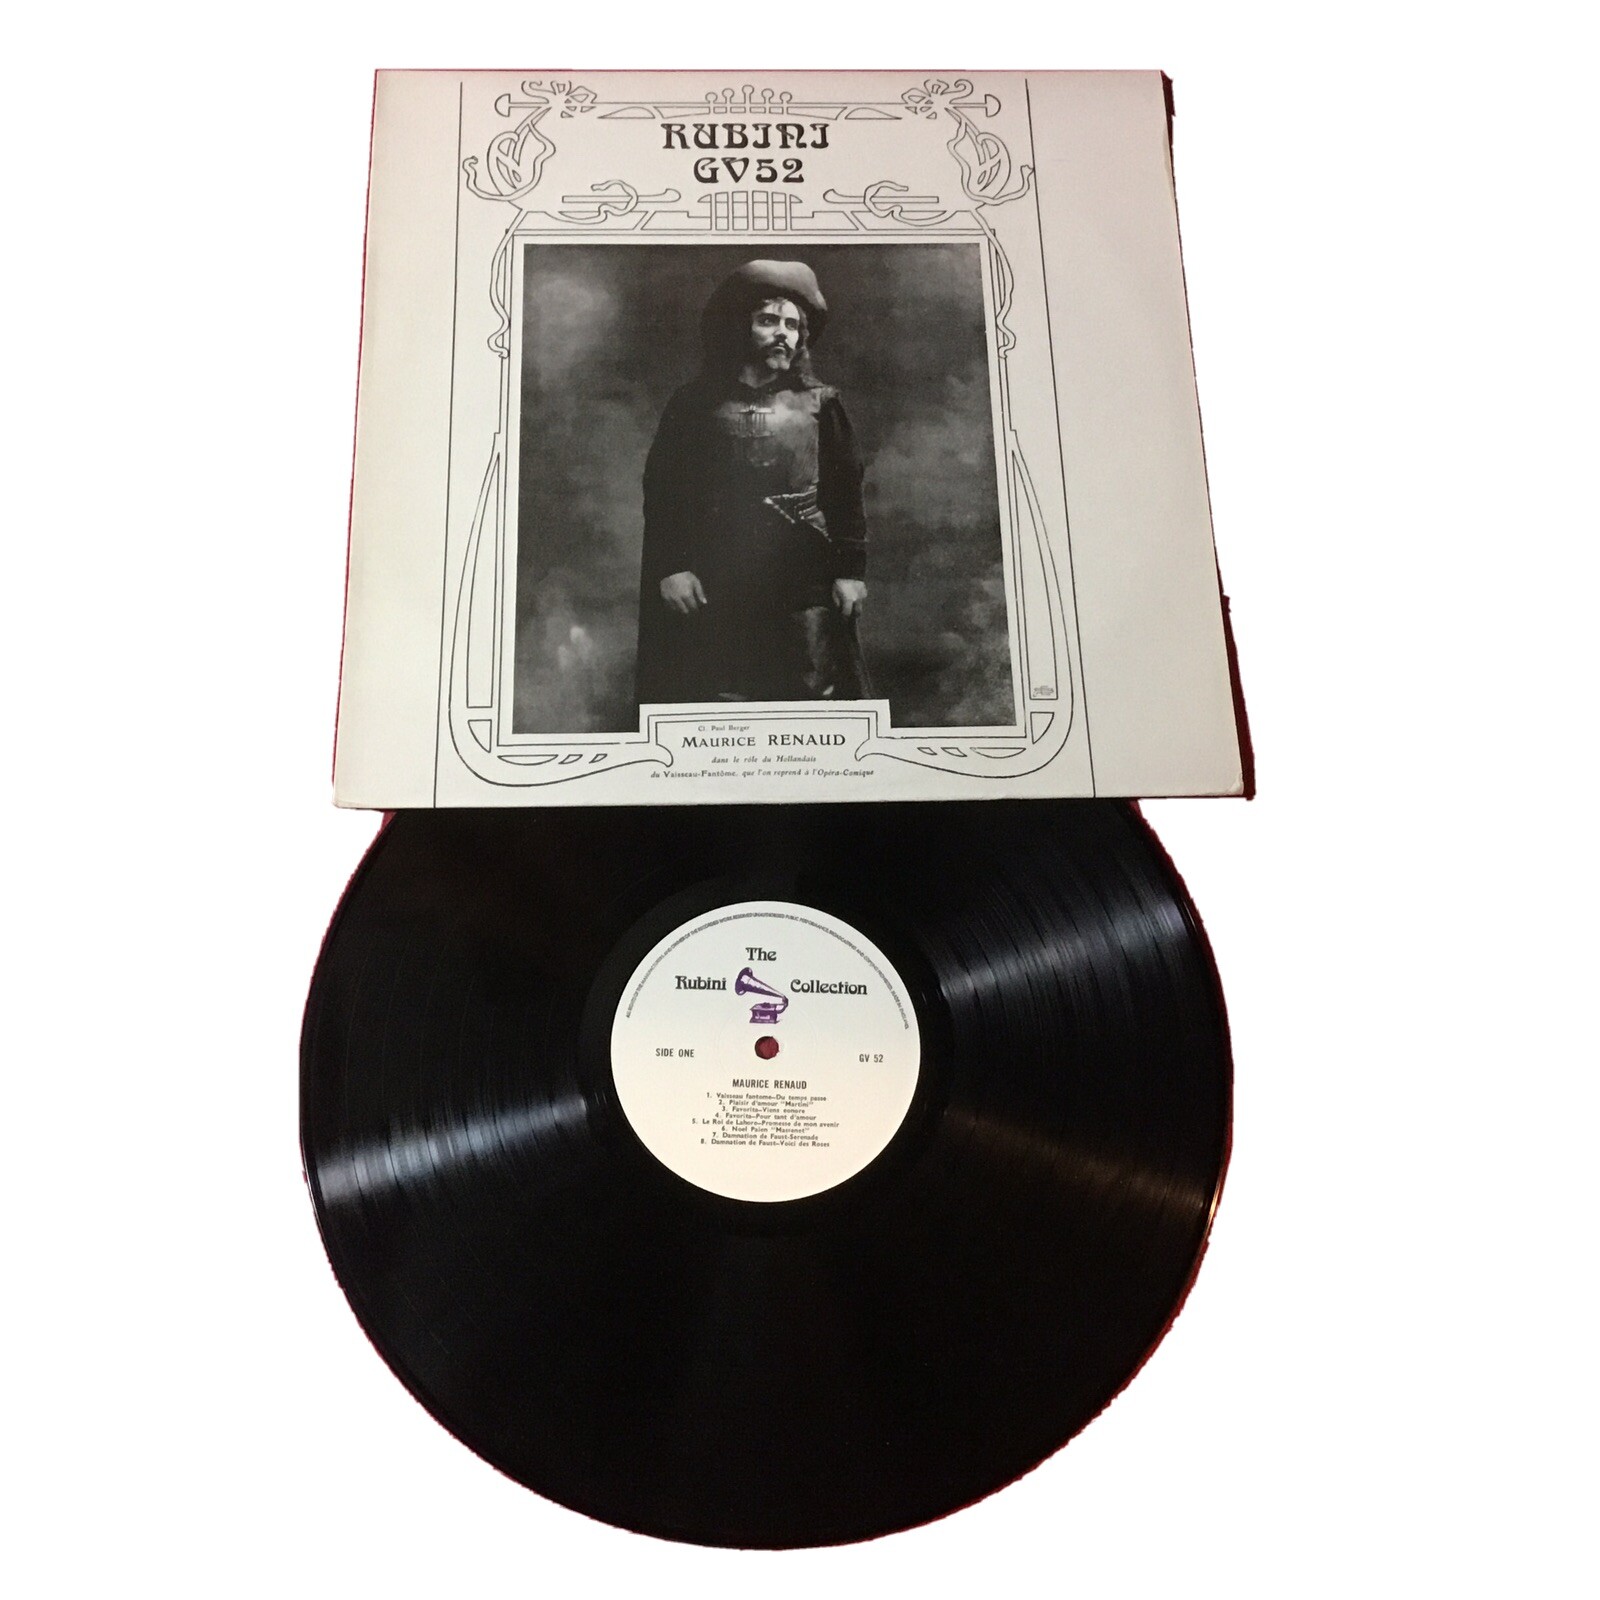 RUBINI
GV52
Cl. Paul Berger
MAURICE RENAUD
dans le rôle du Hollandais
du Vaisseau-Fantôme, que l'on reprend à l'Opéra-Comique
The
Rubini Collection
SIDE ONE GV 52
MAURICE RENAUD
1. Vaisseau fantome—Du temps passe
2. Plaisir d'amour "Martini"
3. Favorita—Viens sonore
4. Favorita—Pour tant d'amour
5. Le Roi de Lahore—Promesse de mon avenir
6. Noel Paien "Massenet"
7. Damnation de Faust-Serenade
8. Damnation de Faust—Voici des Roses